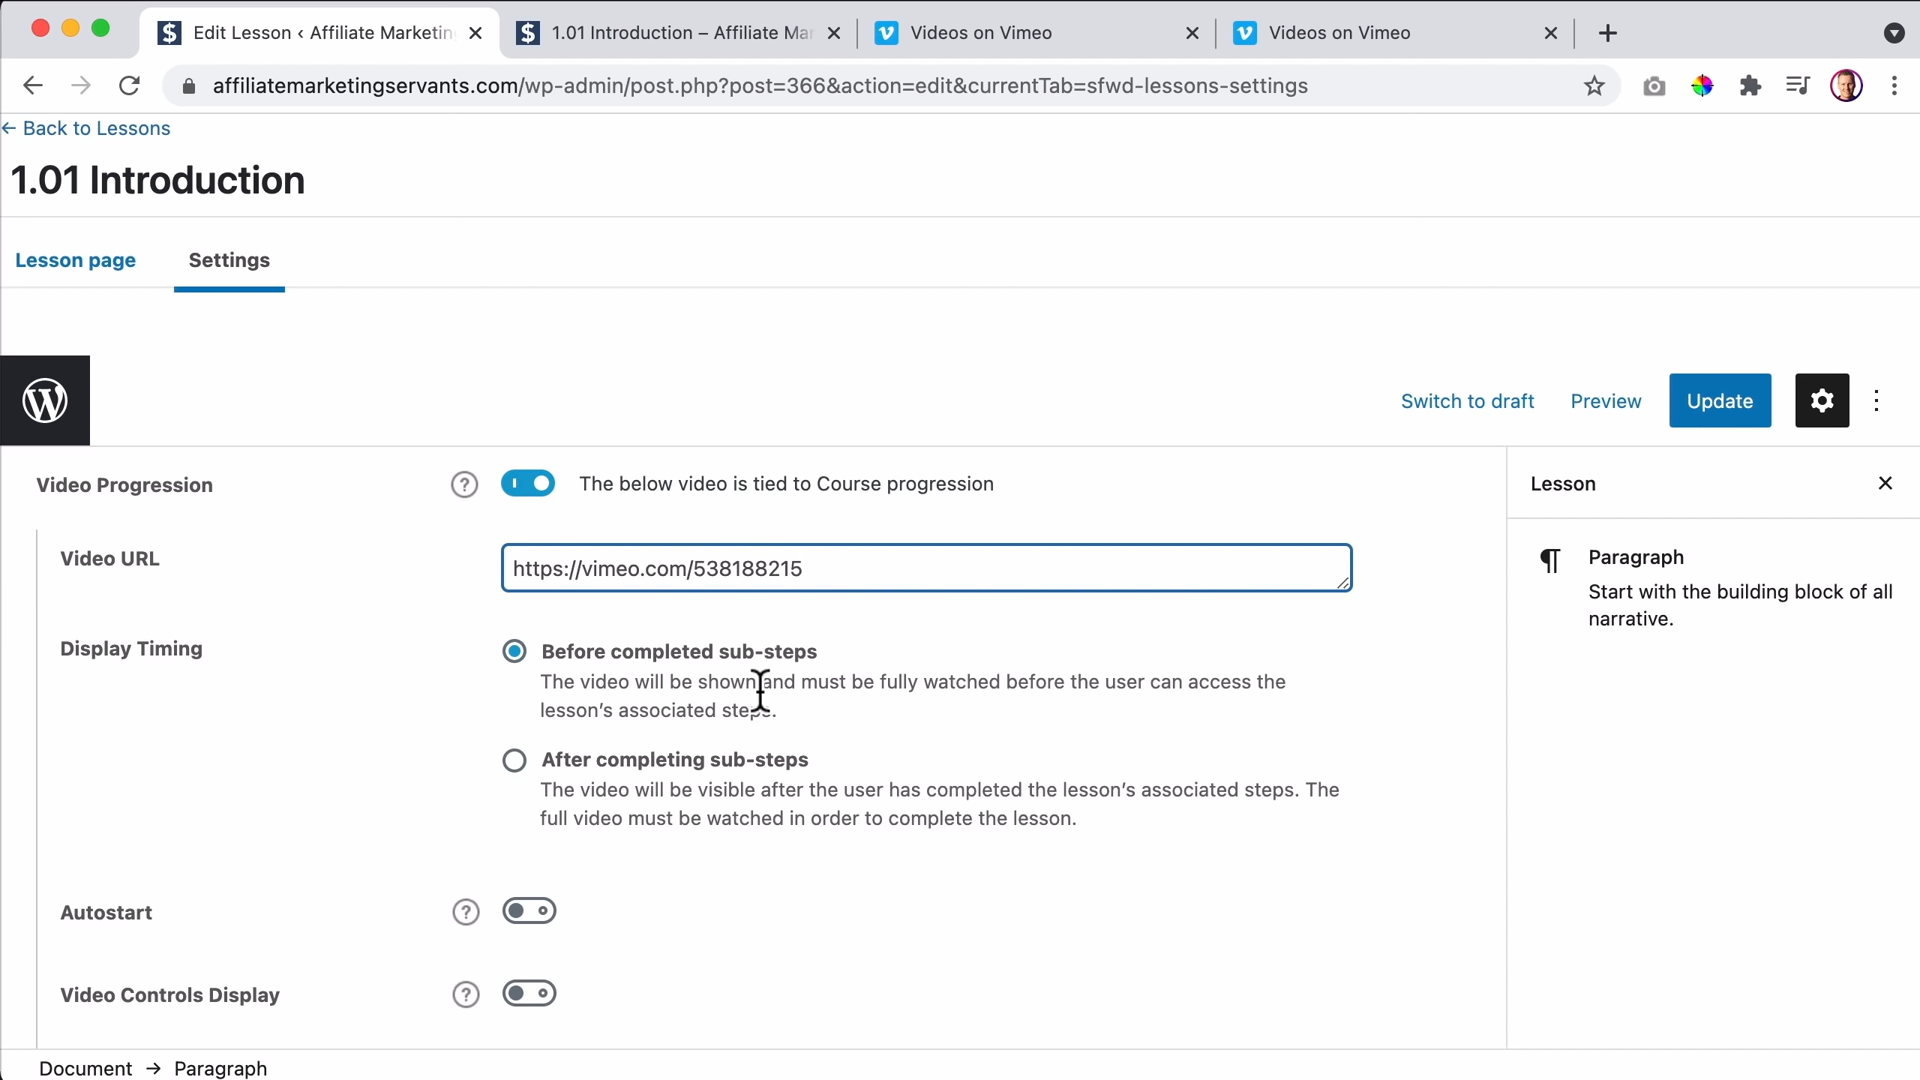 Edit Lesson ‹ Affiliate Marketin
1.01 Introduction – Affiliate Mar
Videos on Vimeo
Videos on Vimeo
affiliatemarketingservants.com/wp-admin/post.php?post=366&action=edit&currentTab=sfwd-lessons-settings
← Back to Lessons
1.01 Introduction
Lesson page
Settings
Switch to draft
Preview
Update
Video Progression
The below video is tied to Course progression
Lesson
Video URL
https://vimeo.com/538188215
Paragraph
Start with the building block of all
narrative.
Display Timing
Before completed sub-steps
The video will be shown and must be fully watched before the user can access the
lesson's associated steps.
After completing sub-steps
The video will be visible after the user has completed the lesson's associated steps. The
full video must be watched in order to complete the lesson.
Autostart
Video Controls Display
Document → Paragraph